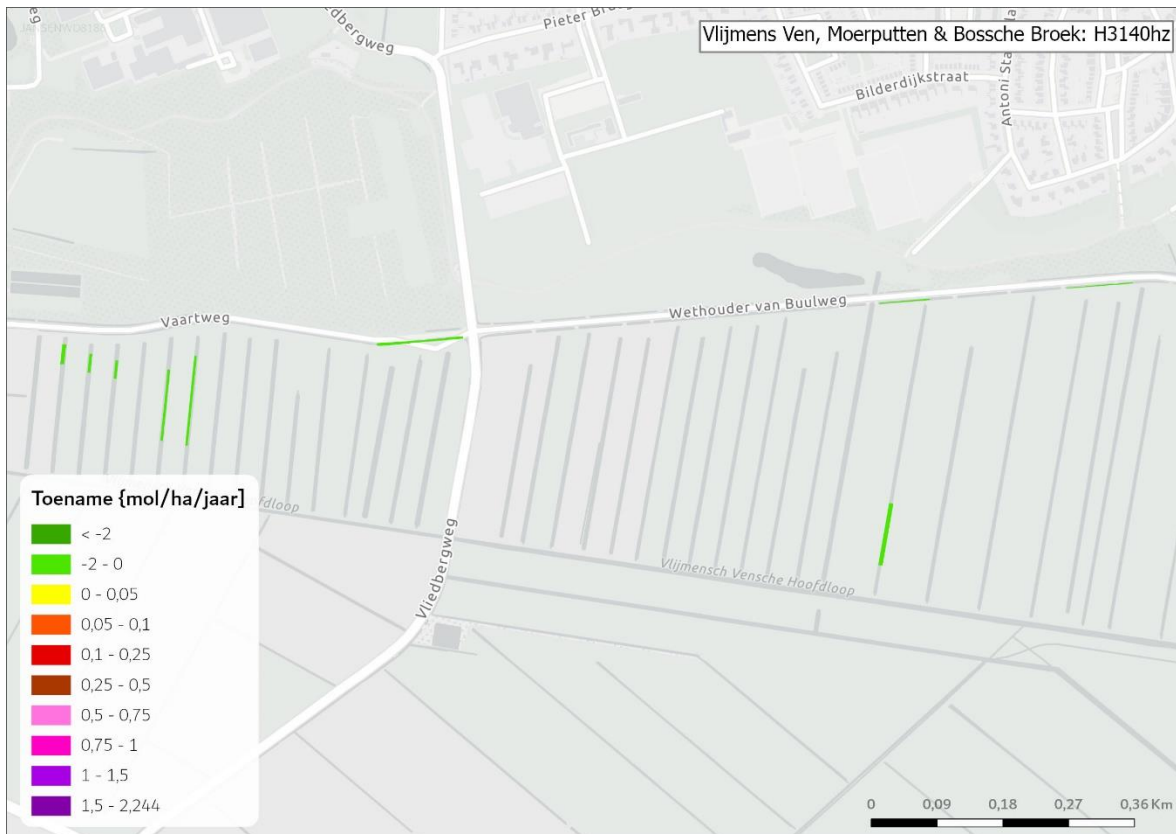 JANSENW08180
Vliedbergweg
Vlijmens Ven, Moerputten & Bossche Broek: H3140hz
Bilderdijkstraat
Wethouder van Buulweg
Vaartweg
Vliedbergweg
Vlijmensch Vensche Hoofdloop
Toename {mol/ha/jaar]
< -2
-2 - 0
0 - 0,05
0,05 - 0,1
0,1 - 0,25
0,25 - 0,5
0,5 - 0,75
0,75 - 1
1 - 1,5
1,5 - 2,244
0 0,09 0,18 0,27 0,36 Km